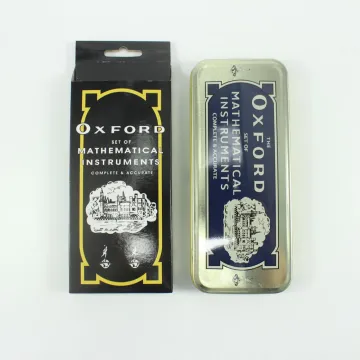 OXFORD
SET OF
MATHEMATICAL
INSTRUMENTS
COMPLETE & ACCURATE
THE
OXFORD
SET OF
MATHEMATICAL
INSTRUMENTS
COMPLETE & ACCURATE